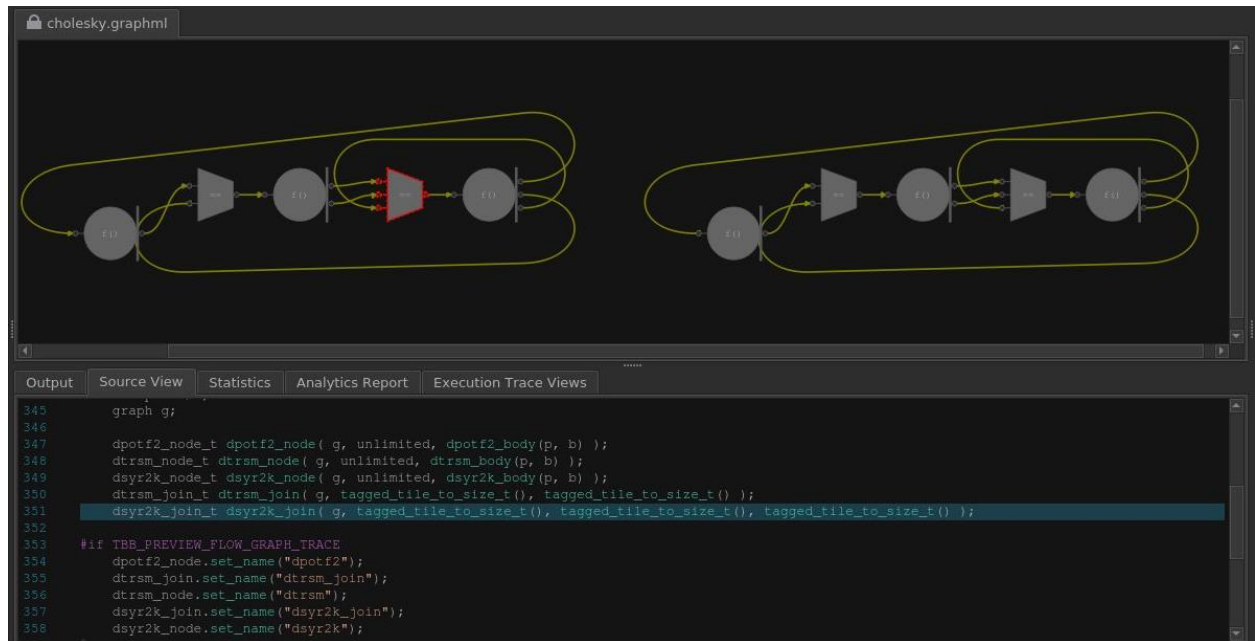 cholesky.graphml
f()
f()
f()
f()
f()
f()
Output Source View Statistics Analytics Report Execution Trace Views
345 graph g;
346
347 dpotf2_node_t dpotf2_node( g, unlimited, dpotf2_body(p, b) );
348 dtrsm_node_t dtrsm_node( g, unlimited, dtrsm_body(p, b) );
349 dsyr2k_node_t dsyr2k_node( g, unlimited, dsyr2k_body(p, b) );
350 dtrsm_join_t dtrsm_join( g, tagged_tile_to_size_t(), tagged_tile_to_size_t() );
351 dsyr2k_join_t dsyr2k_join( g, tagged_tile_to_size_t(), tagged_tile_to_size_t(), tagged_tile_to_size_t() );
352
353 #if TBB_PREVIEW_FLOW_GRAPH_TRACE
354 dpotf2_node.set_name("dpotf2");
355 dtrsm_join.set_name("dtrsm_join");
356 dtrsm_node.set_name("dtrsm");
357 dsyr2k_join.set_name("dsyr2k_join");
358 dsyr2k_node.set_name("dsyr2k");